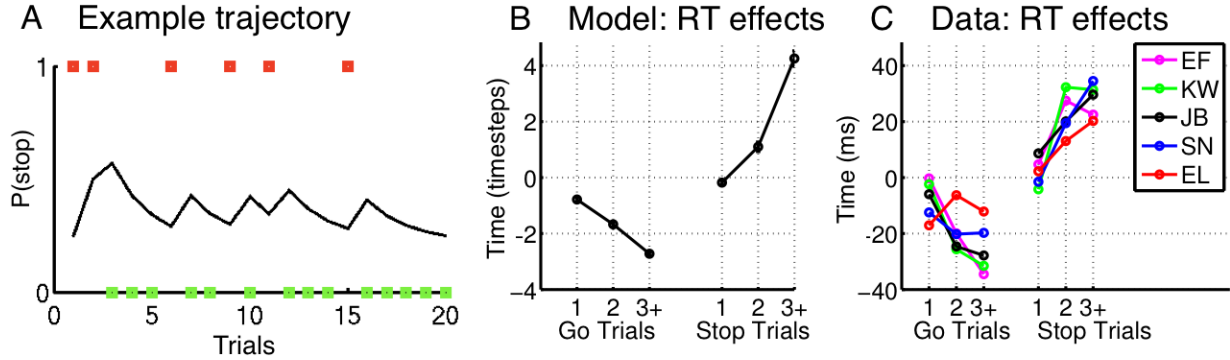 A Example trajectory
1
P(stop)
0
0 5 10 15 20
Trials
B Model: RT effects
4
2
0
−2
−4
Time (timesteps)
1 2 3+ 1 2 3+
Go Trials Stop Trials
C Data: RT effects
40
20
0
−20
−40
Time (ms)
1 2 3+ 1 2 3+
Go Trials Stop Trials
EF
KW
JB
SN
EL